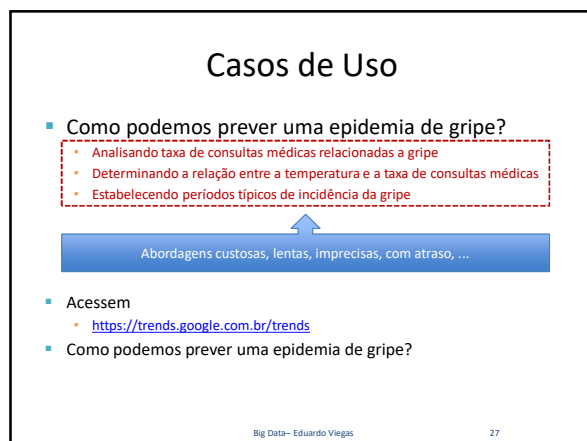 Casos de Uso
Como podemos prever uma epidemia de gripe?
Analisando taxa de consultas médicas relacionadas a gripe
Determinando a relação entre a temperatura e a taxa de consultas médicas
Estabelecendo períodos típicos de incidência da gripe
Abordagens custosas, lentas, imprecisas, com atraso, ...
Acessem
https://trends.google.com.br/trends
Como podemos prever uma epidemia de gripe?
Big Data– Eduardo Viegas 27